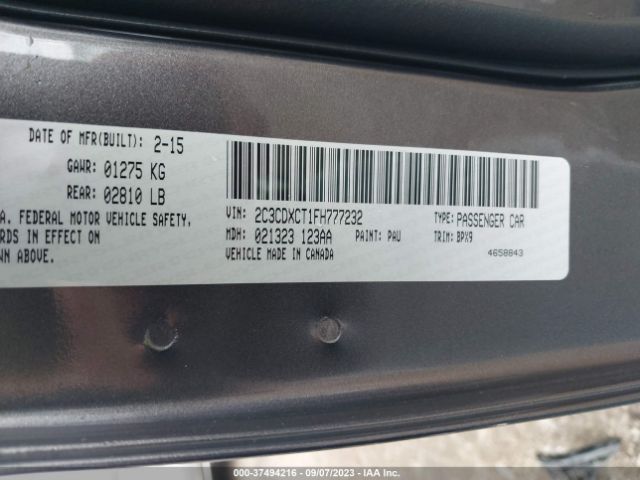 DATE OF MFR(BUILT): 2-15
GAWR: 01275 KG
REAR: 02810 LB
A. FEDERAL MOTOR VEHICLE SAFETY,
RDS IN EFFECT ON
WN ABOVE.
VIN: 2C3CDXCT1FH777232
TYPE: PASSENGER CAR
MDH: 021323 123AA
PAINT: PAU
TRIM: BPX9
VEHICLE MADE IN CANADA
4658843
000-37494216 - 09/07/2023 - IAA Inc.